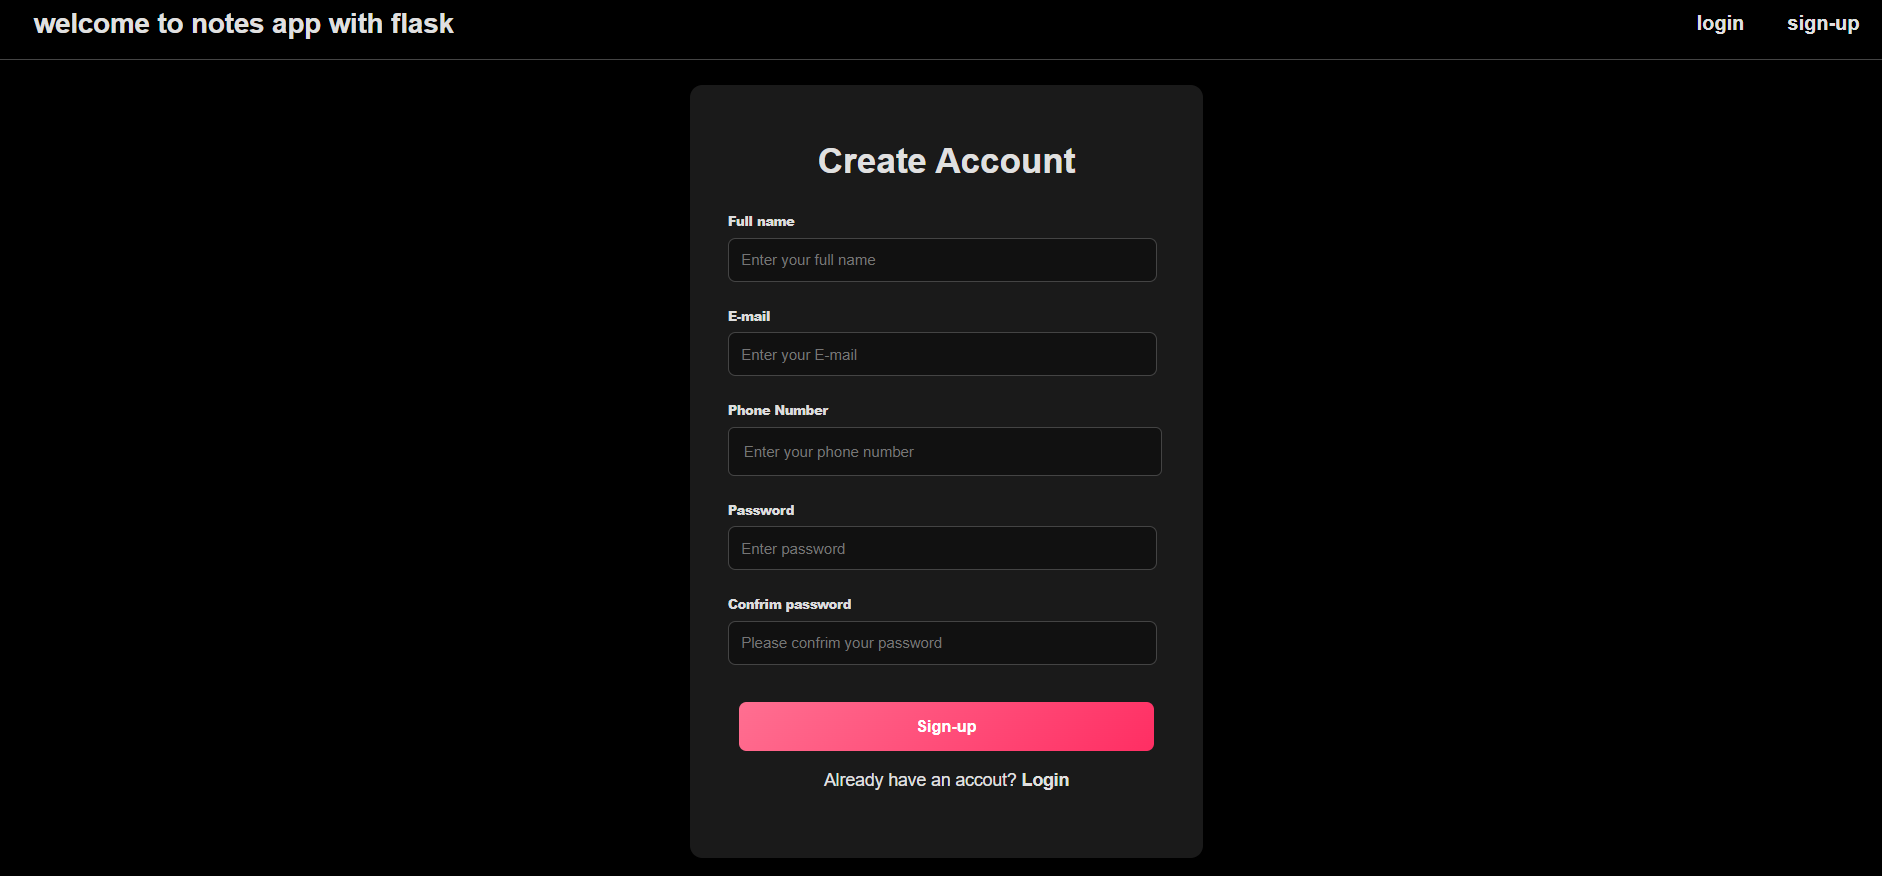 welcome to notes app with flask
login sign-up
Create Account
Full name
Enter your full name
E-mail
Enter your E-mail
Phone Number
Enter your phone number
Password
Enter password
Confrim password
Please confrim your password
Sign-up
Already have an accout? Login